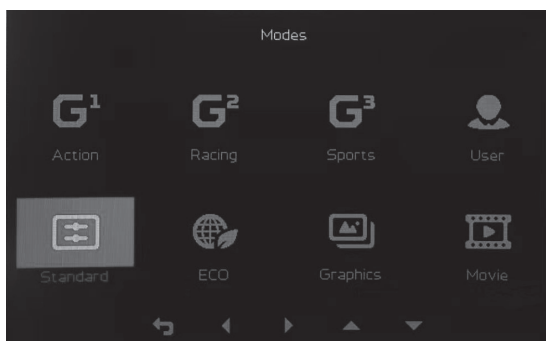 Modes
G¹ G² G³
Action Racing Sports User
Standard ECO Graphics Movie